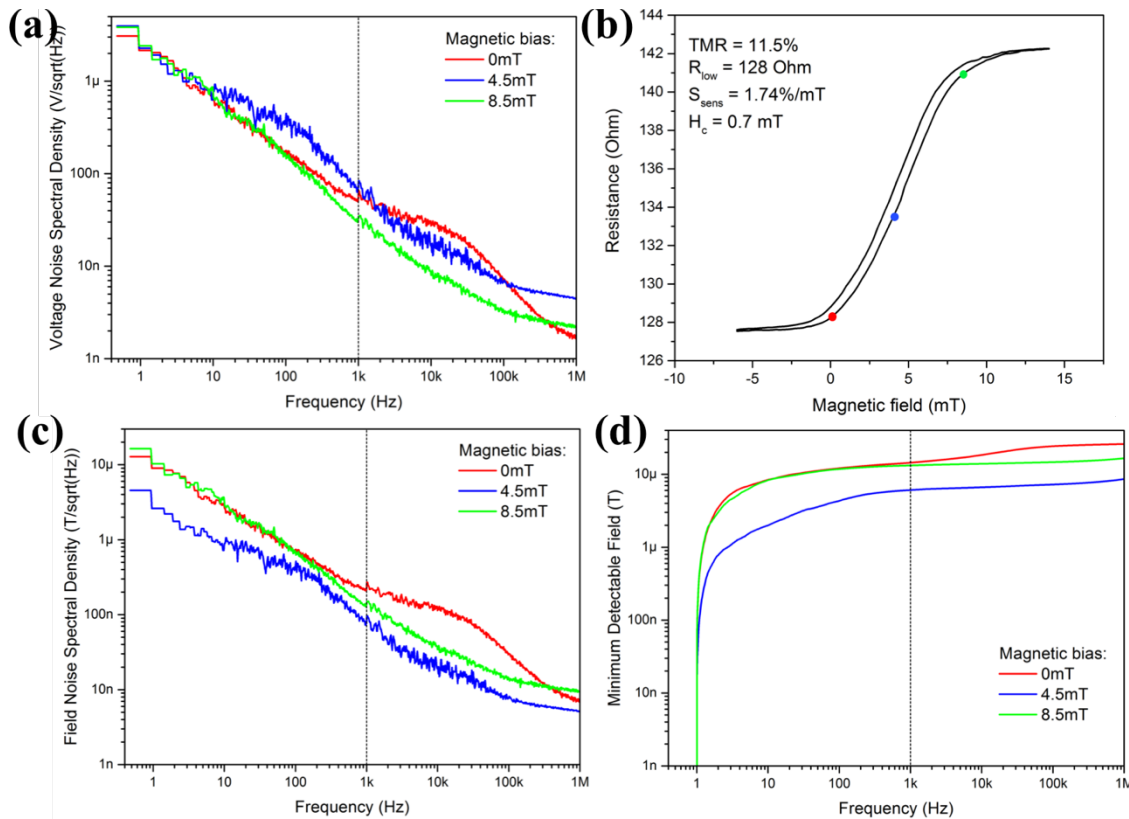 (a)
Voltage Noise Spectral Density (V/sqrt(Hz))
1µ
100n
10n
1n
Magnetic bias:
0mT
4.5mT
8.5mT
1
10
100
1k
10k
100k
1M
Frequency (Hz)
(b)
Resistance (Ohm)
144
142
140
138
136
134
132
130
128
126
TMR = 11.5%
R_low = 128 Ohm
S_sens = 1.74%/mT
H_c = 0.7 mT
-10
-5
0
5
10
15
Magnetic field (mT)
(c)
Field Noise Spectral Density (T/sqrt(Hz))
10µ
1µ
100n
10n
1n
Magnetic bias:
0mT
4.5mT
8.5mT
1
10
100
1k
10k
100k
1M
Frequency (Hz)
(d)
Minimum Detectable Field (T)
10µ
1µ
100n
10n
1n
Magnetic bias:
0mT
4.5mT
8.5mT
1
10
100
1k
10k
100k
1M
Frequency (Hz)